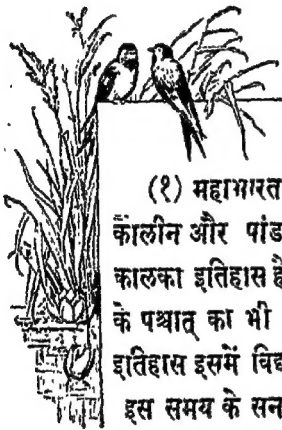 (१) महाभारत
कालीन और पांड
कालका इतिहास है
के पश्चात् का भी
इतिहास इसमें विद्य
इस समय के सन